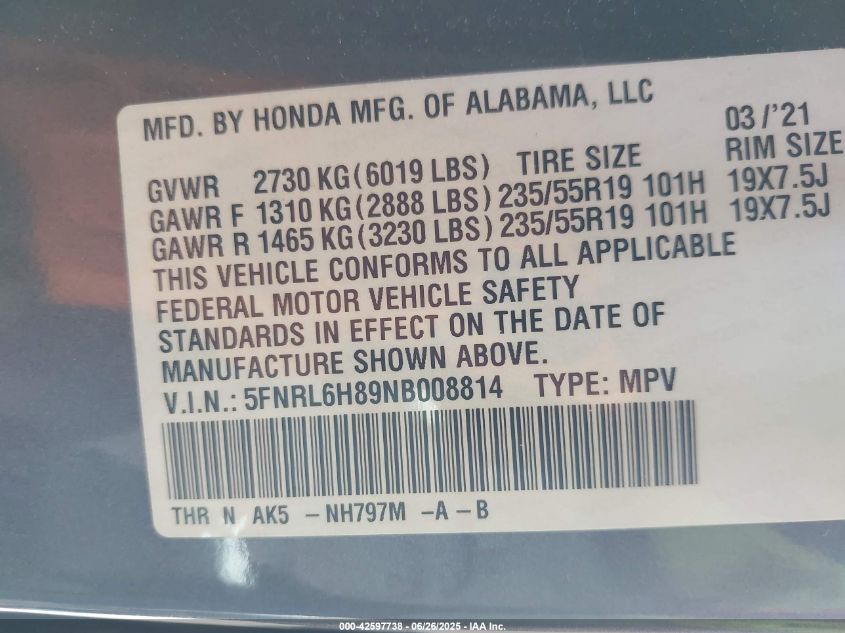 MFD. BY HONDA MFG. OF ALABAMA, LLC
03 /'21
GVWR 2730 KG (6019 LBS) TIRE SIZE RIM SIZE
GAWR F 1310 KG (2888 LBS) 235/55R19 101H 19X7.5J
GAWR R 1465 KG (3230 LBS) 235/55R19 101H 19X7.5J
THIS VEHICLE CONFORMS TO ALL APPLICABLE
FEDERAL MOTOR VEHICLE SAFETY
STANDARDS IN EFFECT ON THE DATE OF
MANUFACTURE SHOWN ABOVE.
V.I.N.: 5FNRL6H89NB008814 TYPE: MPV
THR N AK5 - NH797M - A - B
000-42597738 - 06/26/2025 - IAA Inc.